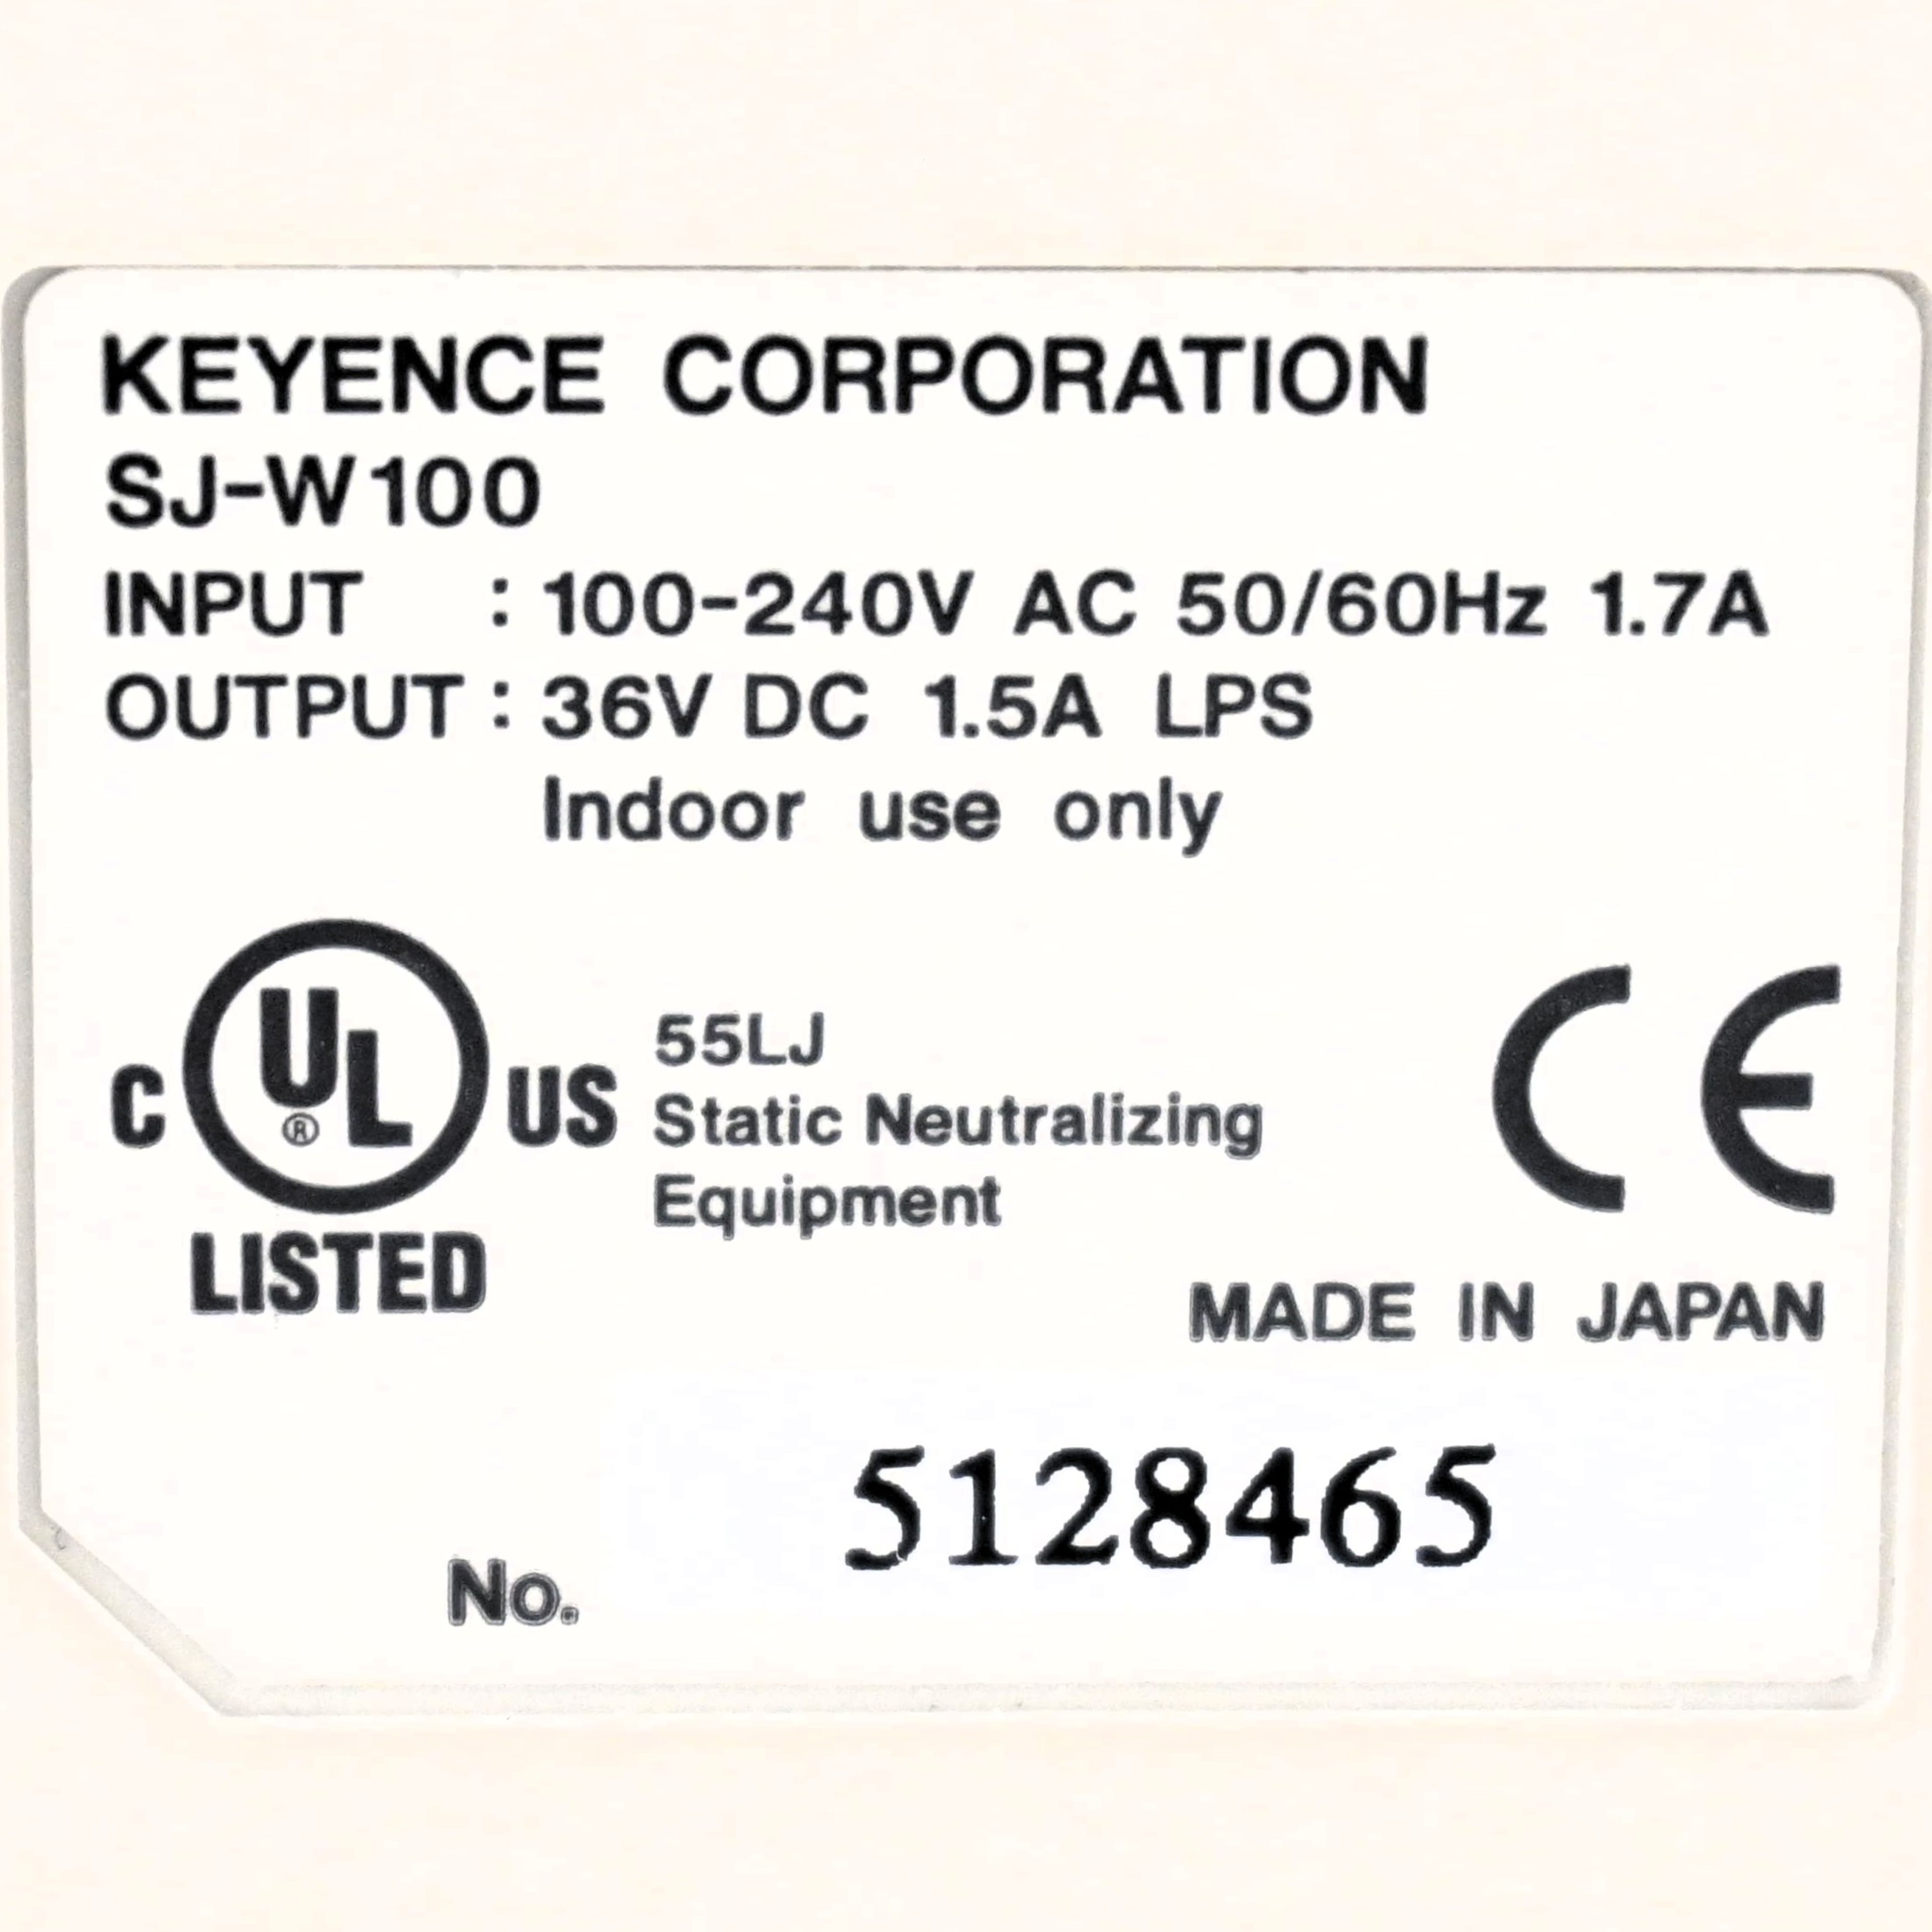 KEYENCE CORPORATION
SJ-W100
INPUT : 100-240V AC 50/60Hz 1.7A
OUTPUT : 36V DC 1.5A LPS
Indoor use only
C UL ® US
LISTED
55LJ
Static Neutralizing
Equipment
CE
MADE IN JAPAN
No. 5128465